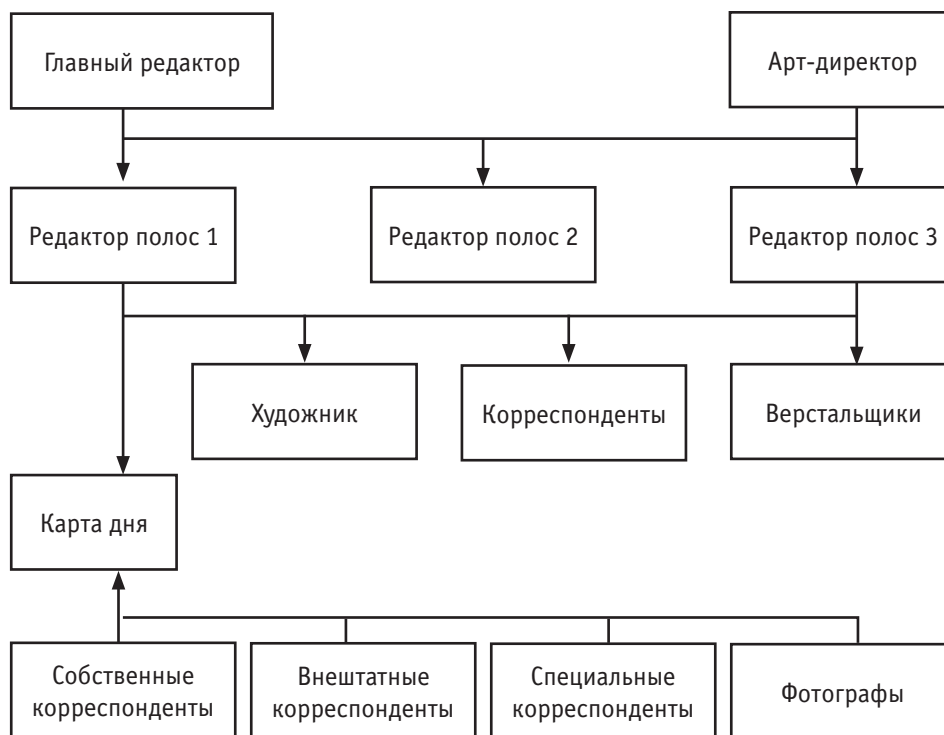 Главный редактор
Арт-директор
Редактор полос 1
Редактор полос 2
Редактор полос 3
Художник
Корреспонденты
Верстальщики
Карта дня
Собственные
корреспонденты
Внештатные
корреспонденты
Специальные
корреспонденты
Фотографы